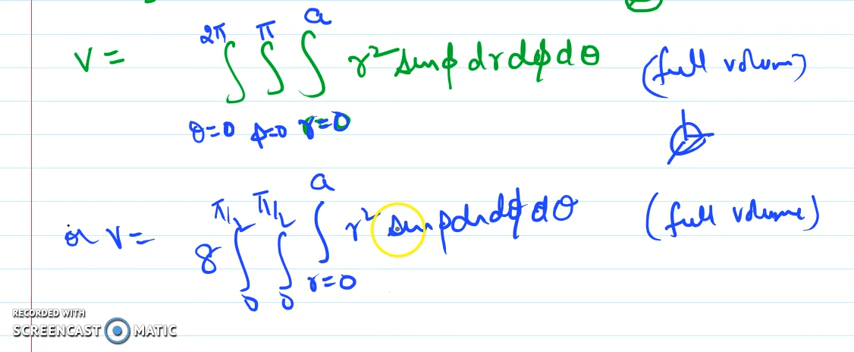 V = ∫_{θ=0}^{2π} ∫_{φ=0}^{π} ∫_{r=0}^{a} r² sinφ dr dφ dθ (full volume)
or V = 8 ∫_{0}^{π/2} ∫_{0}^{π/2} ∫_{r=0}^{a} r² sinφ dr dφ dθ (full volume)
RECORDED WITH
SCREENCAST MATIC